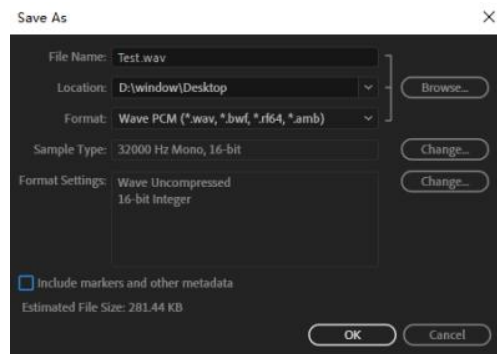 Save As
File Name: Test.wav
Location: D:\window\Desktop
Browse...
Format: Wave PCM (*.wav, *.bwf, *.rf64, *.amb)
Sample Type: 32000 Hz Mono, 16-bit
Change...
Format Settings: Wave Uncompressed
Change...
16-bit Integer
Include markers and other metadata
Estimated File Size: 281.44 KB
OK
Cancel